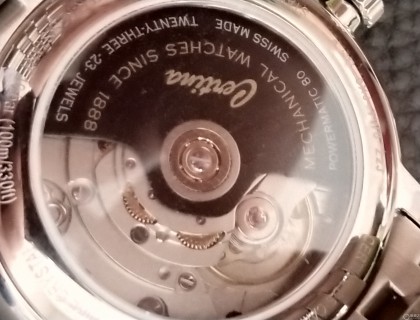 Certina
MECHANICAL WATCHES SINCE 1888
POWERMATIC 80
SWISS MADE TWENTY-THREE -23- JEWELS
(100m/330ft)